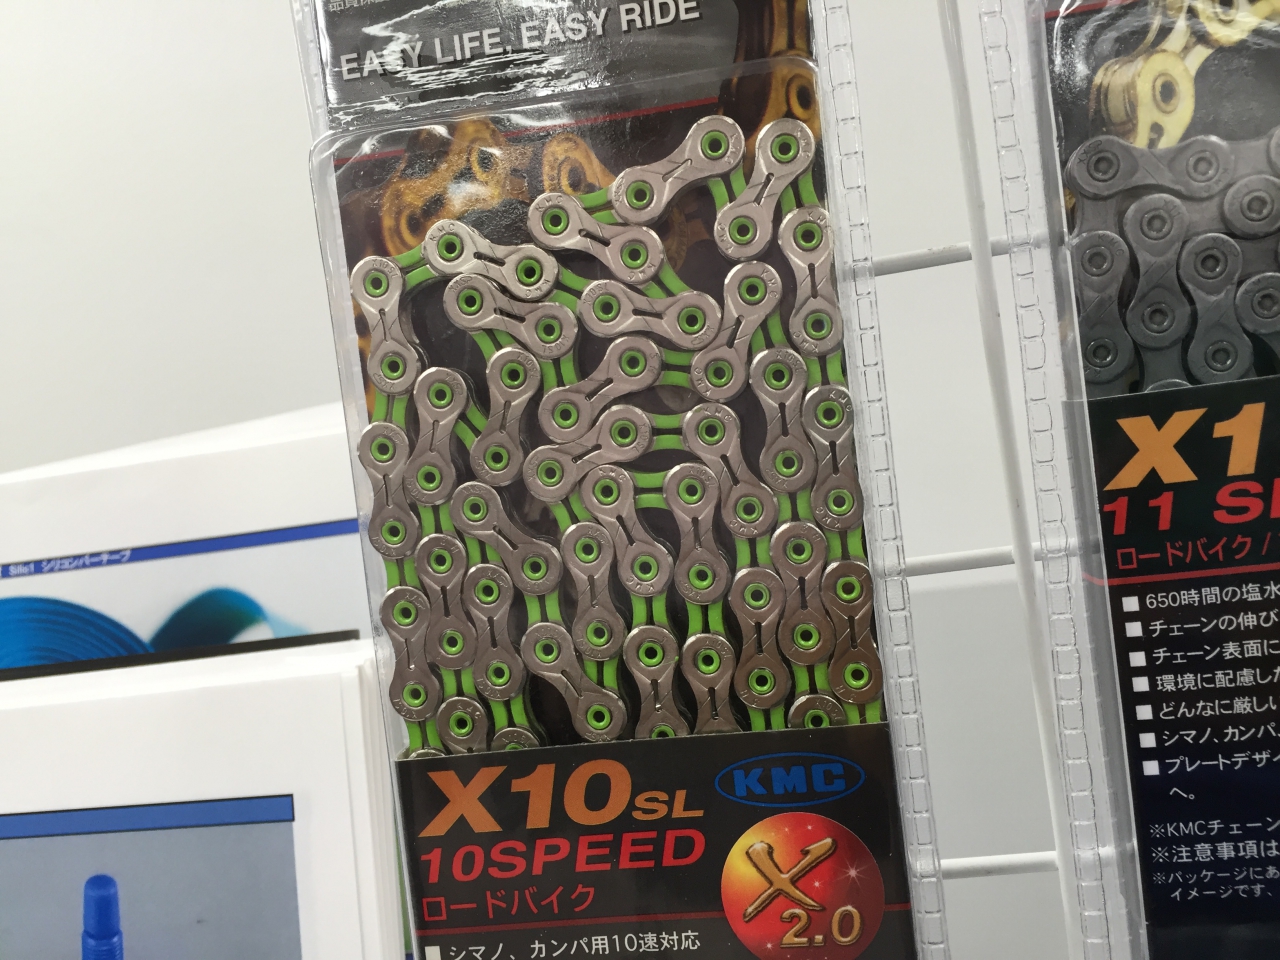 EASY LIFE, EASY RIDE
X10SL
KMC
10SPEED
ロードバイク
X
2.0
■シマノ、カンパ用10速対応
Silic1 シリコンバーテープ
X1
11 S
ロードバイク /
■650時間の塩水
■チェーンの伸び
■チェーン表面に
■環境に配慮した
■どんなに厳しい
■シマノ、カンパ
■プレートデザイ
へ。
※KMCチェーン
※注意事項は
※パッケージにあ
イメージです、